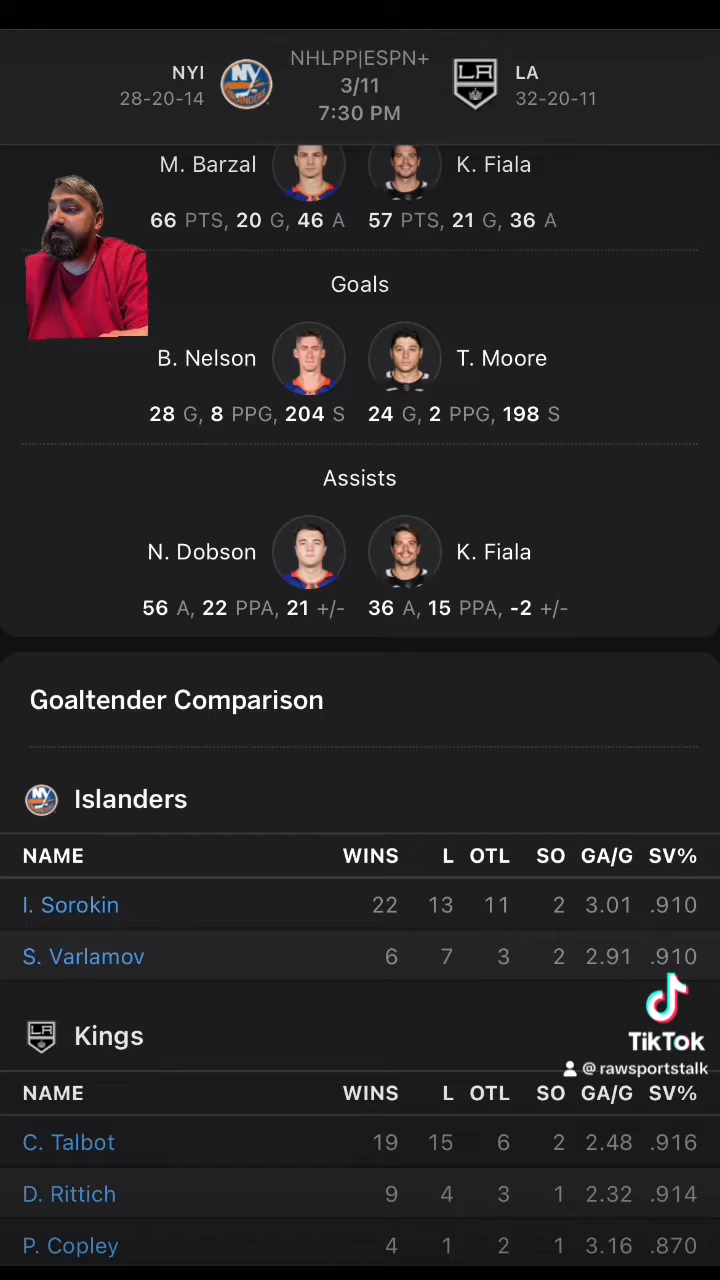 NHLPP|ESPN+
NYI 3/11 LA
28-20-14 7:30 PM 32-20-11
M. Barzal K. Fiala
66 PTS, 20 G, 46 A 57 PTS, 21 G, 36 A
Goals
B. Nelson T. Moore
28 G, 8 PPG, 204 S 24 G, 2 PPG, 198 S
Assists
N. Dobson K. Fiala
56 A, 22 PPA, 21 +/- 36 A, 15 PPA, -2 +/-
Goaltender Comparison
Islanders
NAME WINS L OTL SO GA/G SV%
I. Sorokin 22 13 11 2 3.01 .910
S. Varlamov 6 7 3 2 2.91 .910
TikTok
@rawsportstalk
Kings
NAME WINS L OTL SO GA/G SV%
C. Talbot 19 15 6 2 2.48 .916
D. Rittich 9 4 3 1 2.32 .914
P. Copley 4 1 2 1 3.16 .870